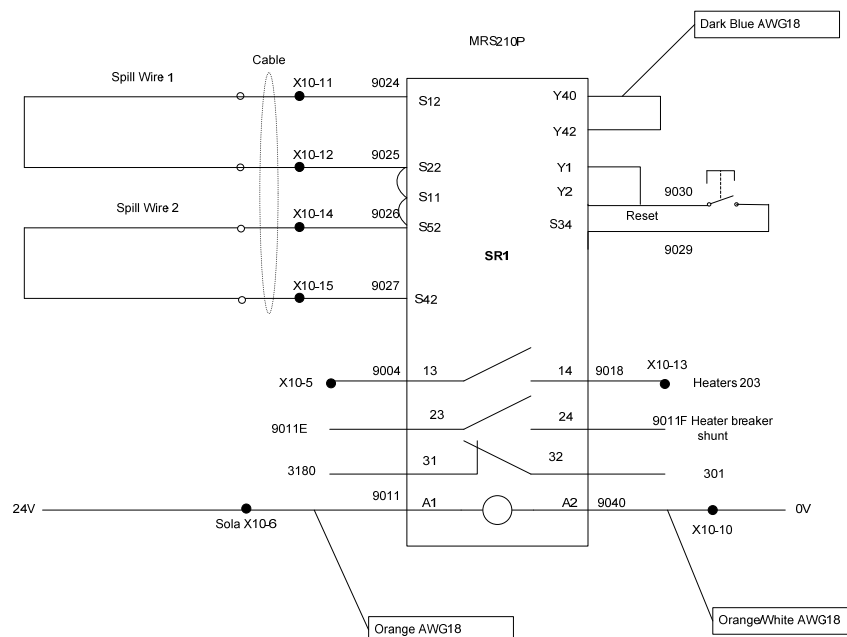 Dark Blue AWG18
MRS210P
Cable
Spill Wire 1
X10-11
9024
S12
Y40
Y42
X10-12
9025
S22
Y1
S11
Y2
9030
Spill Wire 2
X10-14
9026
S52
S34
Reset
9029
SR1
X10-15
9027
S42
X10-5
9004
13
14
9018
X10-13
Heaters 203
9011E
23
24
9011F Heater breaker
shunt
3180
31
32
301
24V
Sola X10-6
9011
A1
A2
9040
X10-10
0V
Orange AWG18
Orange/White AWG18